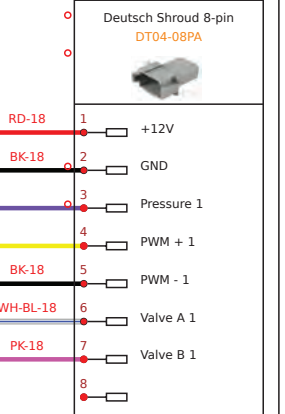 Deutsch Shroud 8-pin
DT04-08PA
RD-18 1 +12V
BK-18 2 GND
3 Pressure 1
4 PWM + 1
BK-18 5 PWM - 1
WH-BL-18 6 Valve A 1
PK-18 7 Valve B 1
8